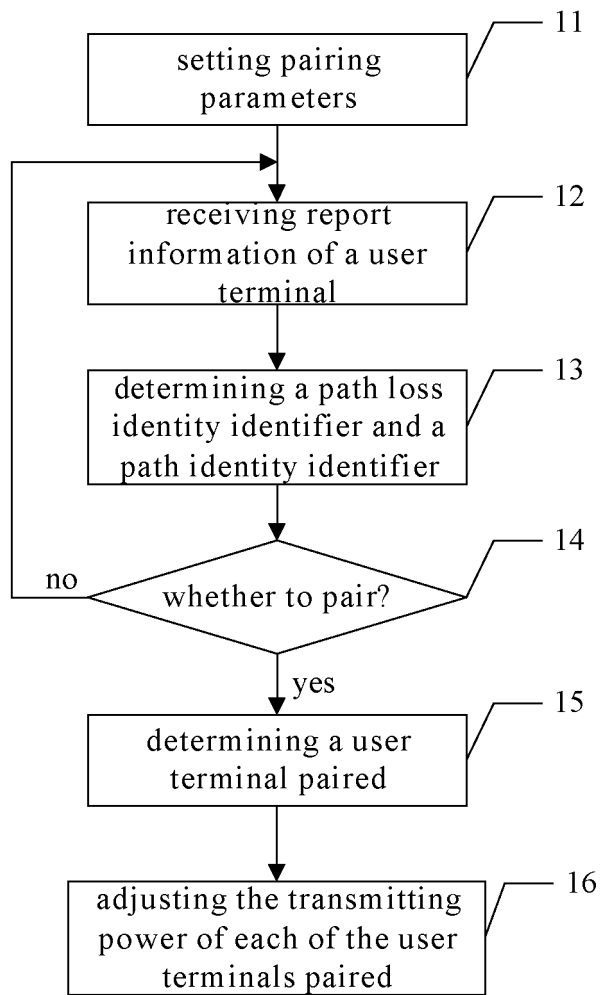 11
setting pairing
parameters
12
receiving report
information of a user
terminal
13
determining a path loss
identity identifier and a
path identity identifier
14
no
whether to pair?
yes
15
determining a user
terminal paired
16
adjusting the transmitting
power of each of the user
terminals paired